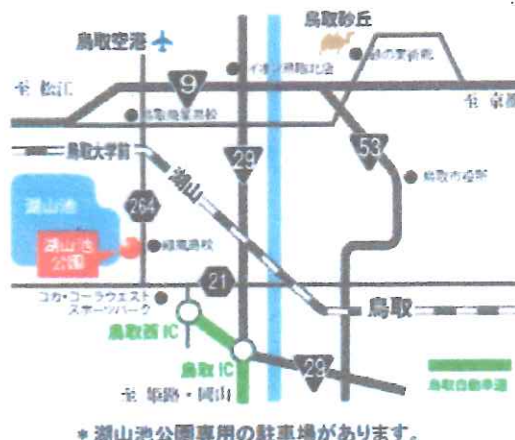 鳥取空港
鳥取砂丘
イオン鳥取北店
砂の美術館
至 松江
9
至 京都
鳥取商業高校
鳥取大学前
29
53
湖山
鳥取市役所
湖山池
264
湖山池
公園
緑風高校
21
コカ・コーラウエスト
スポーツパーク
鳥取
鳥取西IC
鳥取IC
29
至 姫路・岡山
鳥取自動車道
*湖山池公園専用の駐車場があります。